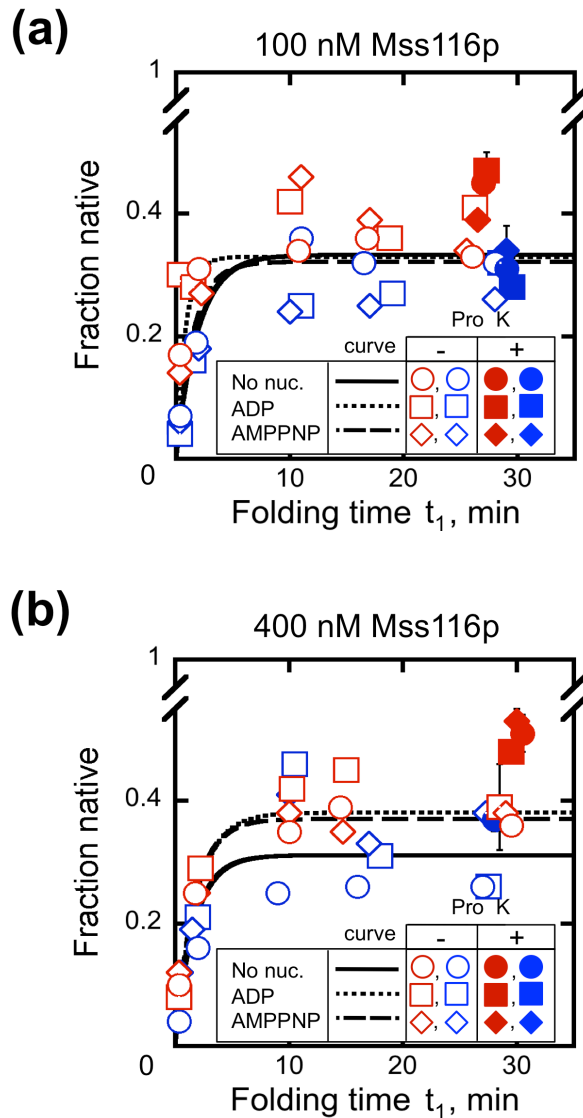 (a)
100 nM Mss116p
1
Fraction native
0.4
0.2
0
Pro K
curve - +
No nuc. , ,
ADP , ,
AMPPNP , ,
10 20 30
Folding time t₁, min
(b)
400 nM Mss116p
1
Fraction native
0.4
0.2
0
Pro K
curve - +
No nuc. , ,
ADP , ,
AMPPNP , ,
10 20 30
Folding time t₁, min